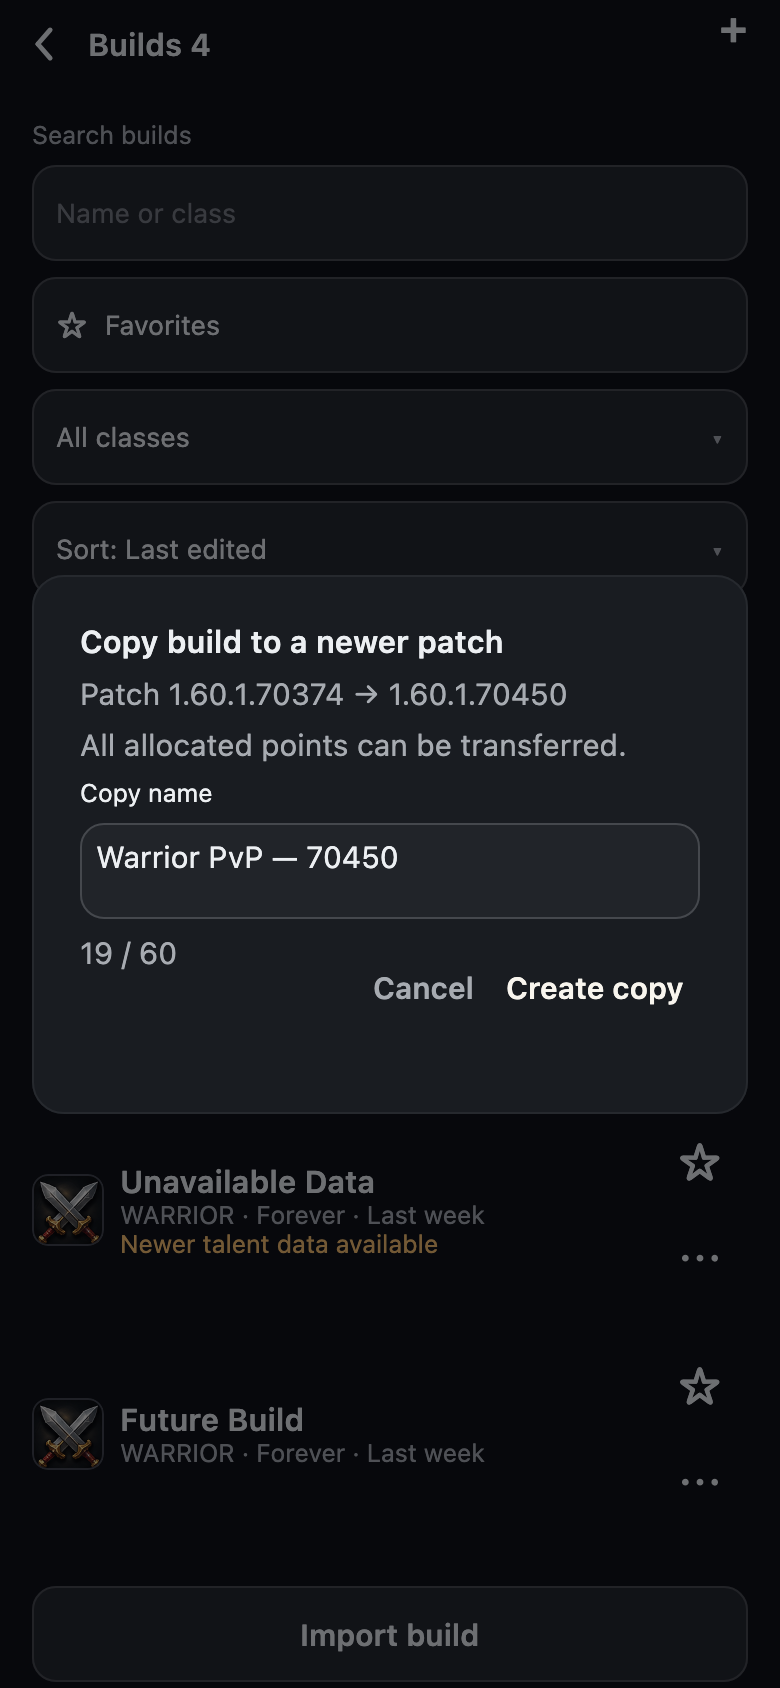 Builds 4
+
Search builds
Name or class
Favorites
All classes
Sort: Last edited
Copy build to a newer patch
Patch 1.60.1.70374 → 1.60.1.70450
All allocated points can be transferred.
Copy name
Warrior PvP — 70450
19 / 60
Cancel Create copy
Unavailable Data
WARRIOR · Forever · Last week
Newer talent data available
Future Build
WARRIOR · Forever · Last week
Import build